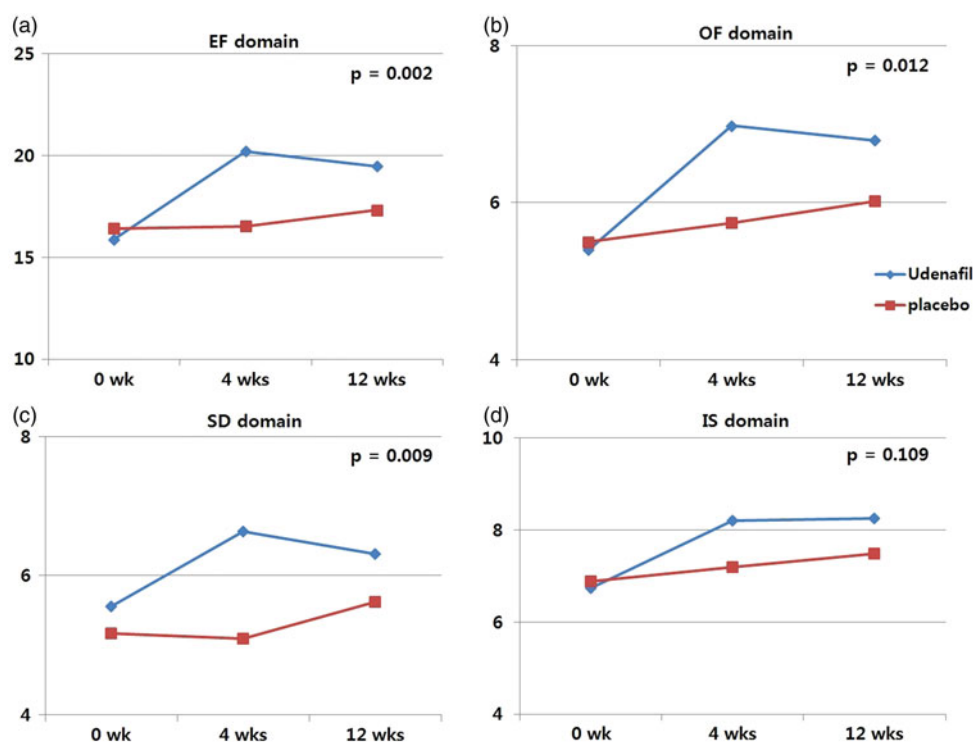 (a)
EF domain
p = 0.002
25
20
15
10
0 wk 4 wks 12 wks
(b)
OF domain
p = 0.012
8
6
4
0 wk 4 wks 12 wks
Udenafil
placebo
(c)
SD domain
p = 0.009
8
6
4
0 wk 4 wks 12 wks
(d)
IS domain
p = 0.109
10
8
6
4
0 wk 4 wks 12 wks